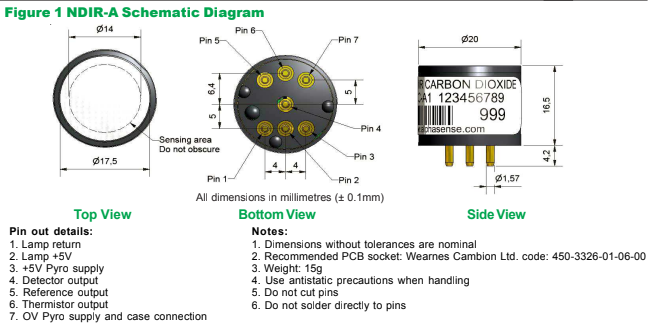 Figure 1 NDIR-A Schematic Diagram
Ø14
Sensing area
Do not obscure
Ø17,5
Pin 6
Pin 5
Pin 7
6,4
5
5
Pin 4
Pin 3
4
4
Pin 1
Pin 2
All dimensions in millimetres (± 0.1mm)
Ø20
R CARBON DIOXIDE
-A1 123456789
999
phasense.com
16,5
4,2
Ø1,57
Top View
Bottom View
Side View
Pin out details:
1. Lamp return
2. Lamp +5V
3. +5V Pyro supply
4. Detector output
5. Reference output
6. Thermistor output
7. OV Pyro supply and case connection
Notes:
1. Dimensions without tolerances are nominal
2. Recommended PCB socket: Wearnes Cambion Ltd. code: 450-3326-01-06-00
3. Weight: 15g
4. Use antistatic precautions when handling
5. Do not cut pins
6. Do not solder directly to pins